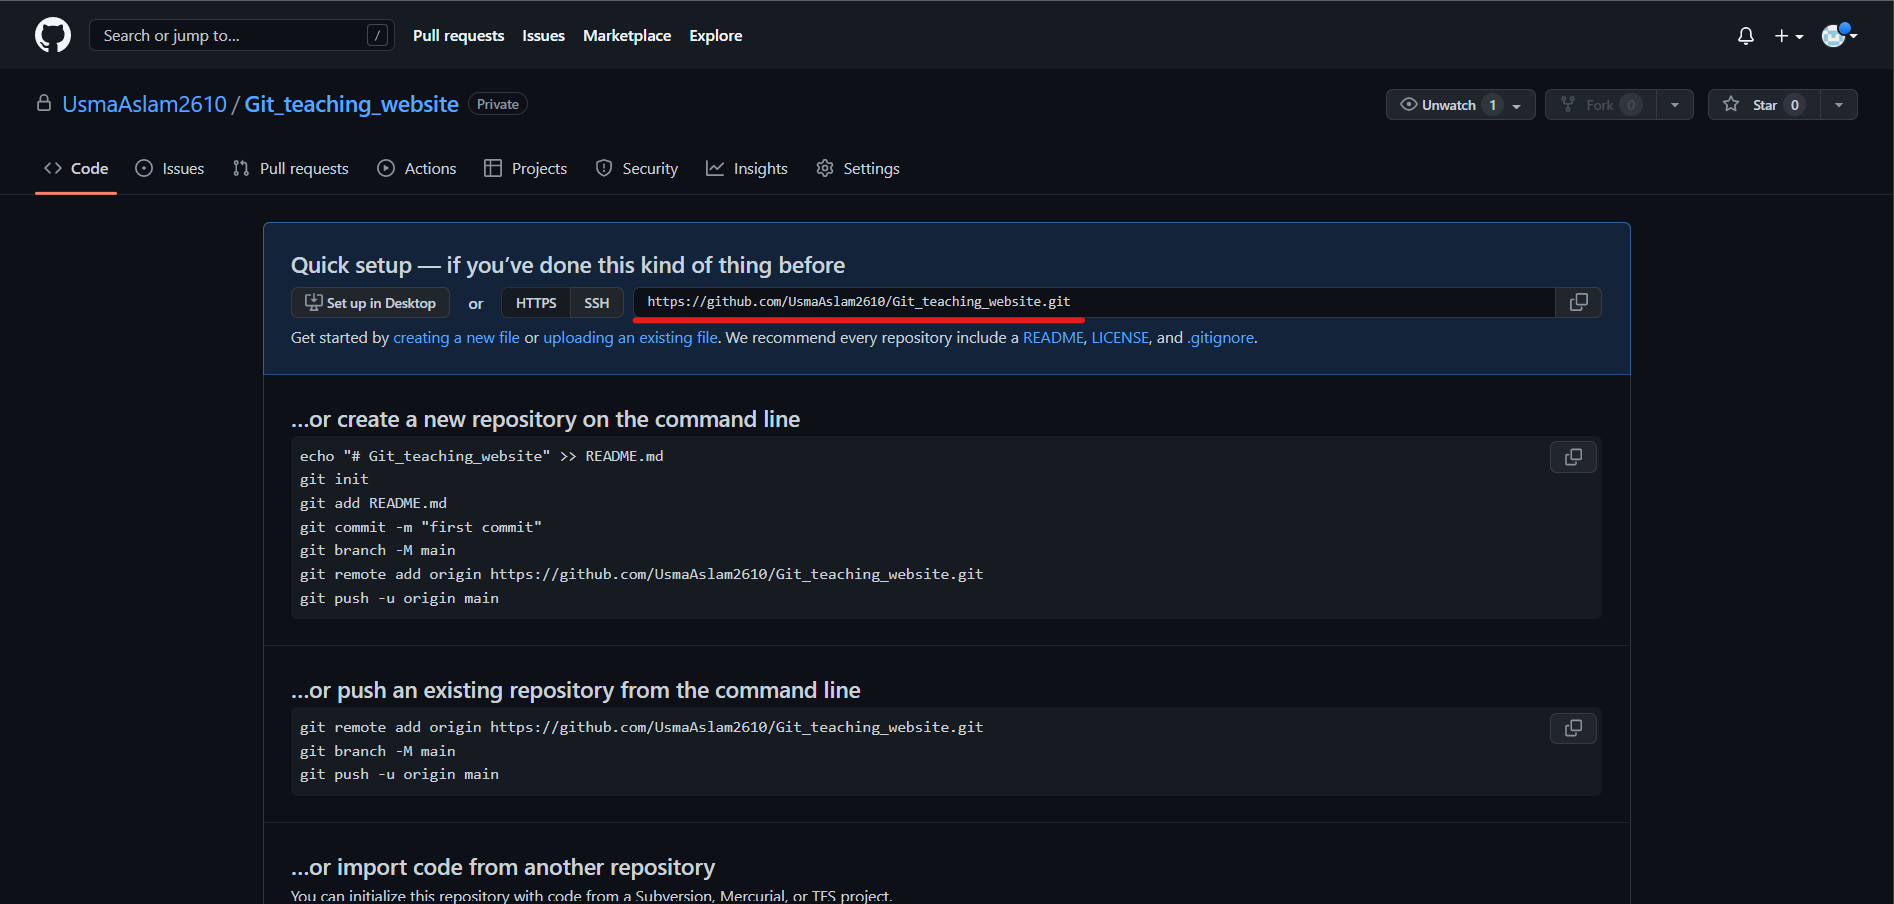 Search or jump to... /
Pull requests Issues Marketplace Explore
UsmaAslam2610 / Git_teaching_website Private
Unwatch 1 Fork 0 Star 0
Code Issues Pull requests Actions Projects Security Insights Settings
Quick setup — if you’ve done this kind of thing before
Set up in Desktop or HTTPS SSH https://github.com/UsmaAslam2610/Git_teaching_website.git
Get started by creating a new file or uploading an existing file. We recommend every repository include a README, LICENSE, and .gitignore.
…or create a new repository on the command line
echo "# Git_teaching_website" >> README.md
git init
git add README.md
git commit -m "first commit"
git branch -M main
git remote add origin https://github.com/UsmaAslam2610/Git_teaching_website.git
git push -u origin main
…or push an existing repository from the command line
git remote add origin https://github.com/UsmaAslam2610/Git_teaching_website.git
git branch -M main
git push -u origin main
…or import code from another repository
You can initialize this repository with code from a Subversion, Mercurial, or TFS project.